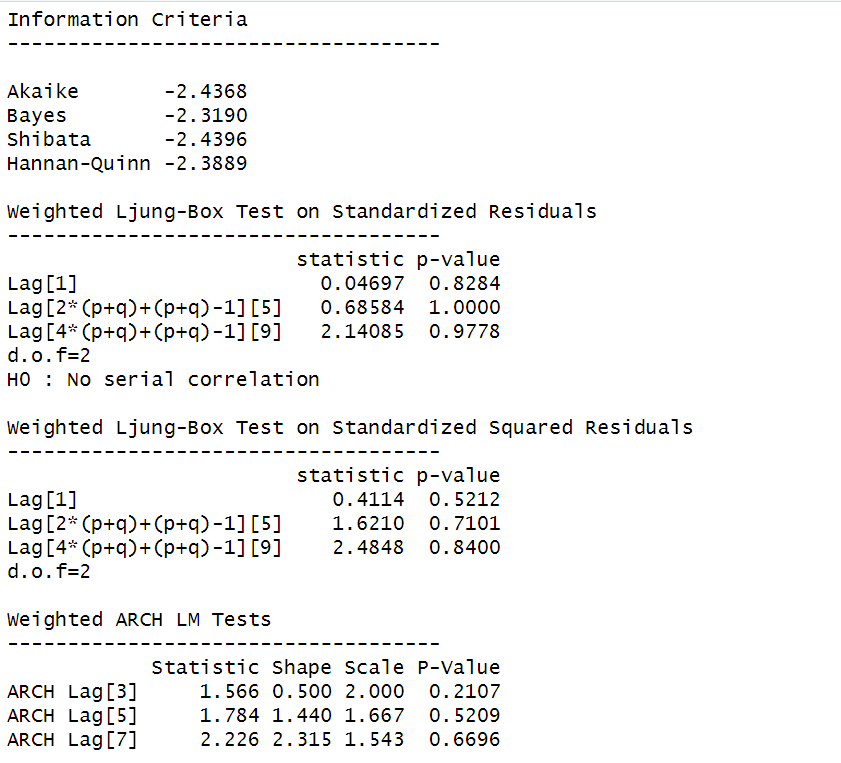 Information Criteria
------------------------------------
Akaike       -2.4368
Bayes        -2.3190
Shibata      -2.4396
Hannan-Quinn -2.3889
Weighted Ljung-Box Test on Standardized Residuals
------------------------------------
                        statistic p-value
Lag[1]                    0.04697  0.8284
Lag[2*(p+q)+(p+q)-1][5]   0.68584  1.0000
Lag[4*(p+q)+(p+q)-1][9]   2.14085  0.9778
d.o.f=2
H0 : No serial correlation
Weighted Ljung-Box Test on Standardized Squared Residuals
------------------------------------
                        statistic p-value
Lag[1]                     0.4114  0.5212
Lag[2*(p+q)+(p+q)-1][5]    1.6210  0.7101
Lag[4*(p+q)+(p+q)-1][9]    2.4848  0.8400
d.o.f=2
Weighted ARCH LM Tests
------------------------------------
            Statistic Shape Scale P-Value
ARCH Lag[3]     1.566 0.500 2.000  0.2107
ARCH Lag[5]     1.784 1.440 1.667  0.5209
ARCH Lag[7]     2.226 2.315 1.543  0.6696